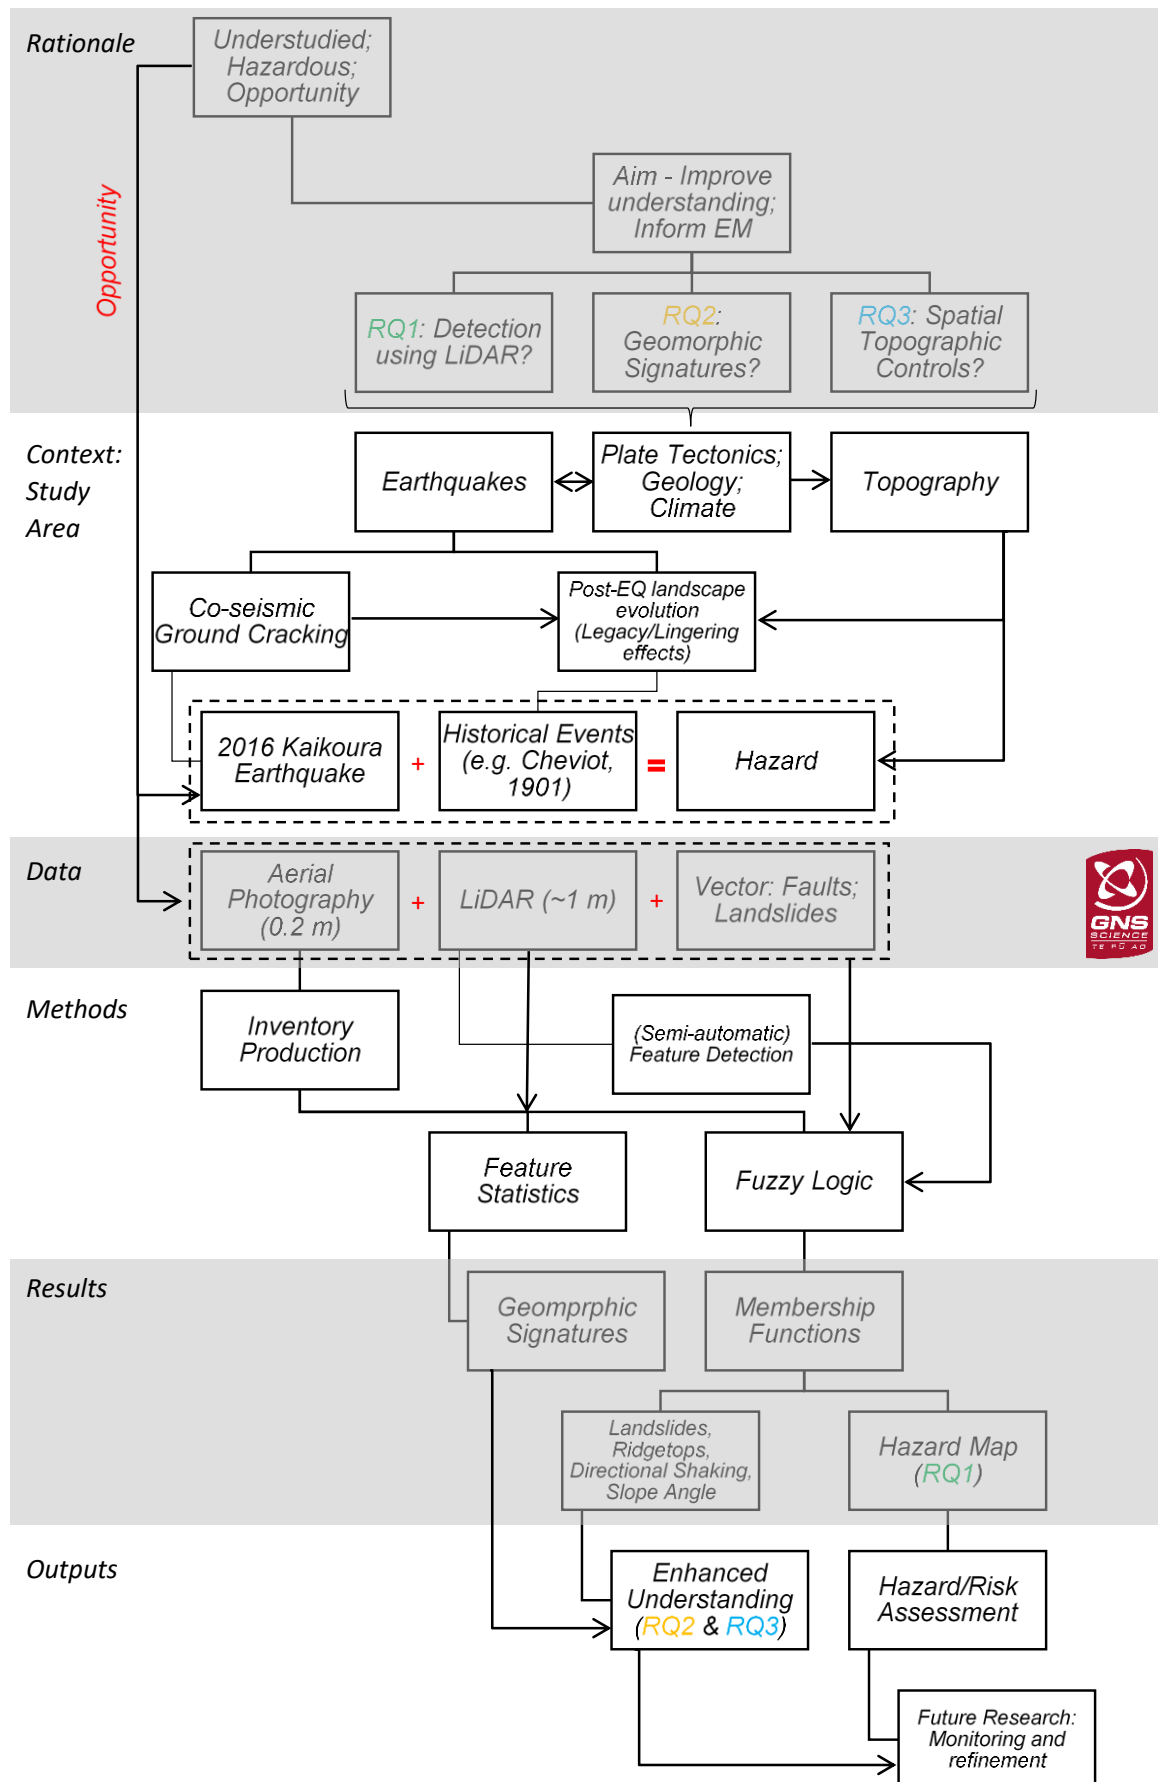 Rationale
Understudied;
Hazardous;
Opportunity
Opportunity
Aim - Improve
understanding;
Inform EM
RQ1: Detection
using LiDAR?
RQ2:
Geomorphic
Signatures?
RQ3: Spatial
Topographic
Controls?
Context:
Study
Area
Earthquakes
Plate Tectonics;
Geology;
Climate
Topography
Co-seismic
Ground Cracking
Post-EQ landscape
evolution
(Legacy/Lingering
effects)
2016 Kaikoura
Earthquake
+
Historical Events
(e.g. Cheviot,
1901)
=
Hazard
Data
Aerial
Photography
(0.2 m)
+
LiDAR (~1 m)
+
Vector: Faults;
Landslides
GNS
SCIENCE
TE PŪ AO
Methods
Inventory
Production
(Semi-automatic)
Feature Detection
Feature
Statistics
Fuzzy Logic
Results
Geomprphic
Signatures
Membership
Functions
Landslides,
Ridgetops,
Directional Shaking,
Slope Angle
Hazard Map
(RQ1)
Outputs
Enhanced
Understanding
(RQ2 & RQ3)
Hazard/Risk
Assessment
Future Research:
Monitoring and
refinement